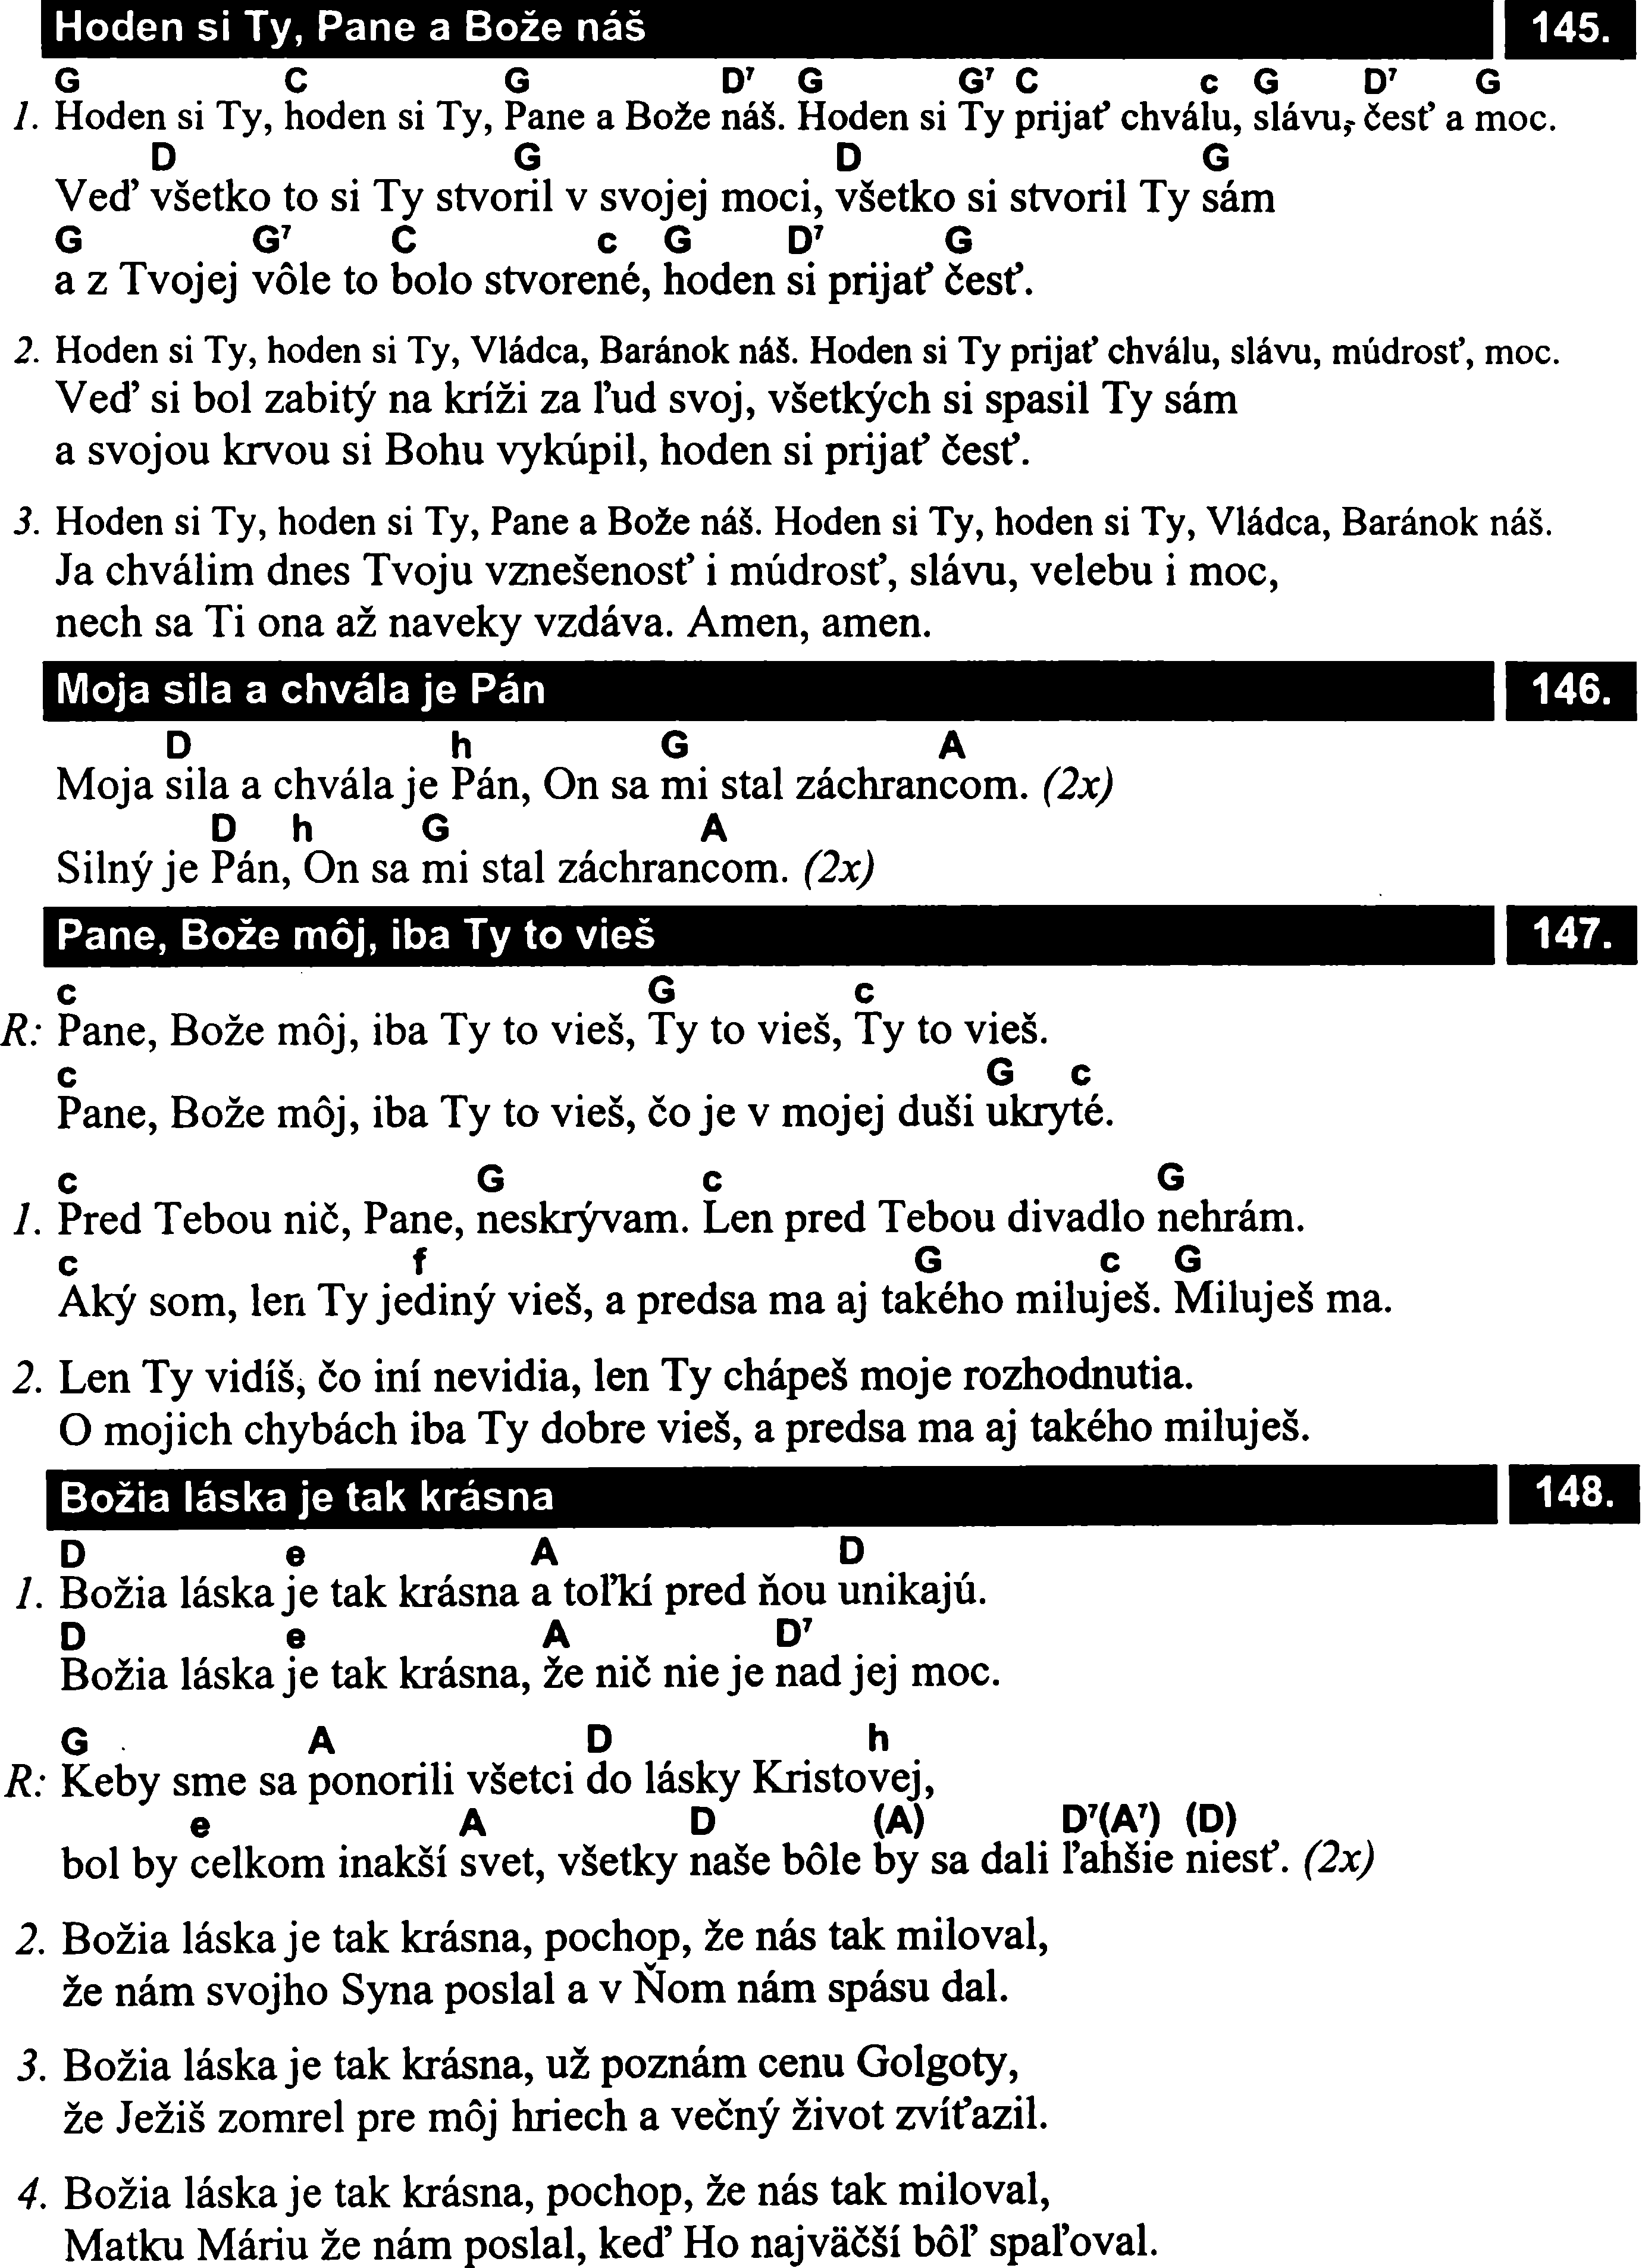 Hoden si Ty, Pane a Bože náš 145.
G C G D⁷ G G⁷ C c G D⁷ G
1. Hoden si Ty, hoden si Ty, Pane a Bože náš. Hoden si Ty prijať chválu, slávu, česť a moc.
D G D G
Veď všetko to si Ty stvoril v svojej moci, všetko si stvoril Ty sám
G G⁷ C c G D⁷ G
a z Tvojej vôle to bolo stvorené, hoden si prijať česť.
2. Hoden si Ty, hoden si Ty, Vládca, Baránok náš. Hoden si Ty prijať chválu, slávu, múdrosť, moc.
Veď si bol zabitý na kríži za ľud svoj, všetkých si spasil Ty sám
a svojou krvou si Bohu vykúpil, hoden si prijať česť.
3. Hoden si Ty, hoden si Ty, Pane a Bože náš. Hoden si Ty, hoden si Ty, Vládca, Baránok náš.
Ja chválim dnes Tvoju vznešenosť i múdrosť, slávu, velebu i moc,
nech sa Ti ona až naveky vzdáva. Amen, amen.
Moja sila a chvála je Pán 146.
D h G A
Moja sila a chvála je Pán, On sa mi stal záchrancom. (2x)
D h G A
Silný je Pán, On sa mi stal záchrancom. (2x)
Pane, Bože môj, iba Ty to vieš 147.
c G c
R: Pane, Bože môj, iba Ty to vieš, Ty to vieš, Ty to vieš.
c G c
Pane, Bože môj, iba Ty to vieš, čo je v mojej duši ukryté.
c G c G
1. Pred Tebou nič, Pane, neskrývam. Len pred Tebou divadlo nehrám.
c f G c G
Aký som, len Ty jediný vieš, a predsa ma aj takého miluješ. Miluješ ma.
2. Len Ty vidíš, čo iní nevidia, len Ty chápeš moje rozhodnutia.
O mojich chybách iba Ty dobre vieš, a predsa ma aj takého miluješ.
Božia láska je tak krásna 148.
D e A D
1. Božia láska je tak krásna a toľkí pred ňou unikajú.
D e A D⁷
Božia láska je tak krásna, že nič nie je nad jej moc.
G A D h
R: Keby sme sa ponorili všetci do lásky Kristovej,
e A D (A) D⁷(A⁷) (D)
bol by celkom inakší svet, všetky naše bôle by sa dali ľahšie niesť. (2x)
2. Božia láska je tak krásna, pochop, že nás tak miloval,
že nám svojho Syna poslal a v Ňom nám spásu dal.
3. Božia láska je tak krásna, už poznám cenu Golgoty,
že Ježiš zomrel pre môj hriech a večný život zvíťazil.
4. Božia láska je tak krásna, pochop, že nás tak miloval,
Matku Máriu že nám poslal, keď Ho najväčší bôľ spaľoval.